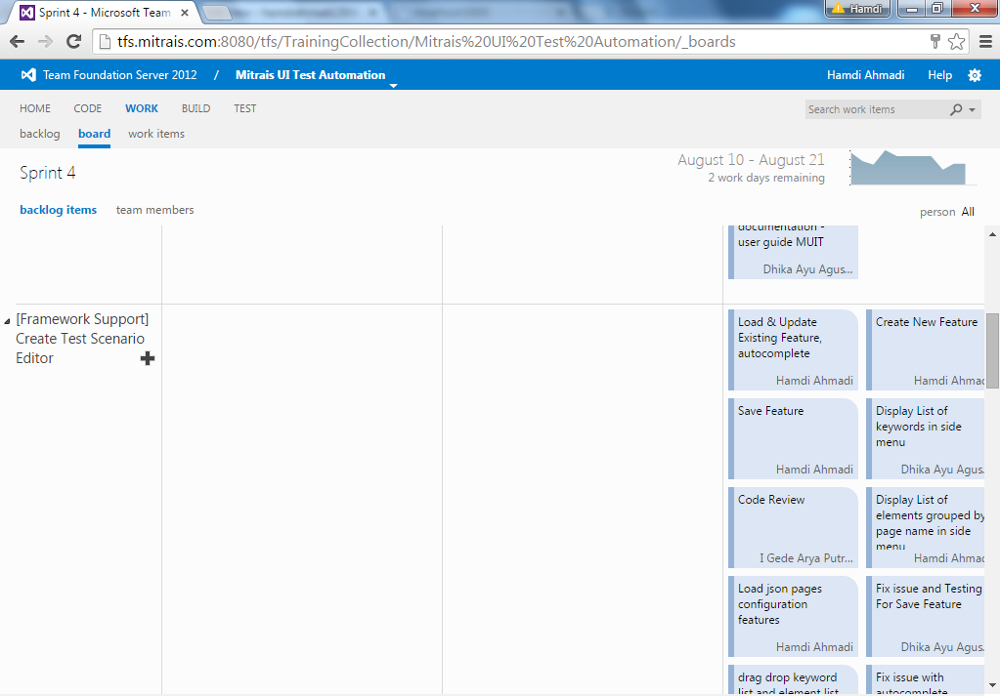 Sprint 4 - Microsoft Team
Hamdi
tfs.mitrais.com:8080/tfs/TrainingCollection/Mitrais%20UI%20Test%20Automation/_boards
Team Foundation Server 2012 / Mitrais UI Test Automation
Hamdi Ahmadi Help
HOME CODE WORK BUILD TEST
Search work items
backlog board work items
Sprint 4
August 10 - August 21
2 work days remaining
backlog items team members
person All
documentation -
user guide MUIT
Dhika Ayu Agus...
[Framework Support]
Create Test Scenario
Editor
Load & Update
Existing Feature,
autocomplete
Hamdi Ahmadi
Create New Feature
Hamdi Ahmad
Save Feature
Hamdi Ahmadi
Display List of
keywords in side
menu
Dhika Ayu Agus.
Code Review
I Gede Arya Putr...
Display List of
elements grouped by
page name in side
menu
Hamdi Ahmad
Load json pages
configuration
features
Hamdi Ahmadi
Fix issue and Testing
For Save Feature
Dhika Ayu Agus.
drag drop keyword
list and element list
Fix issue with
autocomplete